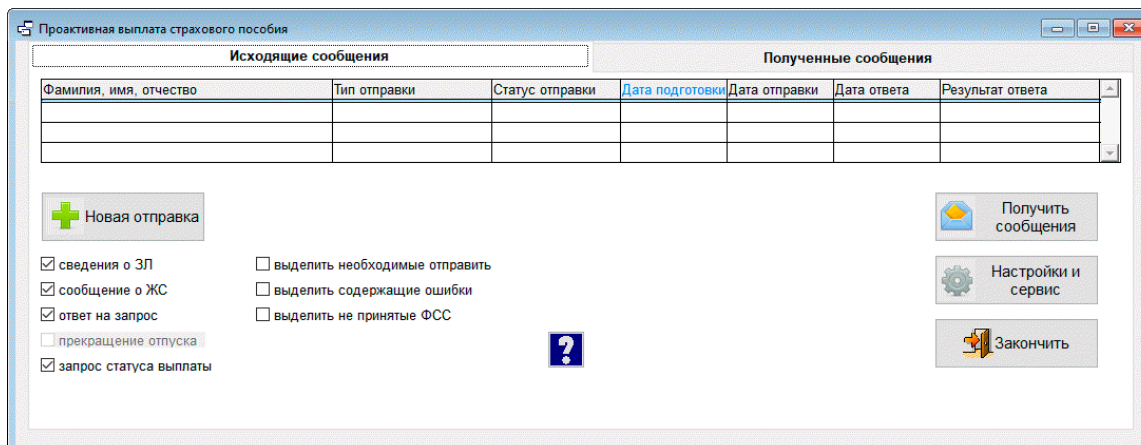 Проактивная выплата страхового пособия
Исходящие сообщения
Полученные сообщения
Фамилия, имя, отчество
Тип отправки
Статус отправки
Дата подготовки
Дата отправки
Дата ответа
Результат ответа
Новая отправка
Получить
сообщения
сведения о ЗЛ
выделить необходимые отправить
Настройки и
сервис
сообщение о ЖС
выделить содержащие ошибки
ответ на запрос
выделить не принятые ФСС
прекращение отпуска
?
Закончить
запрос статуса выплаты